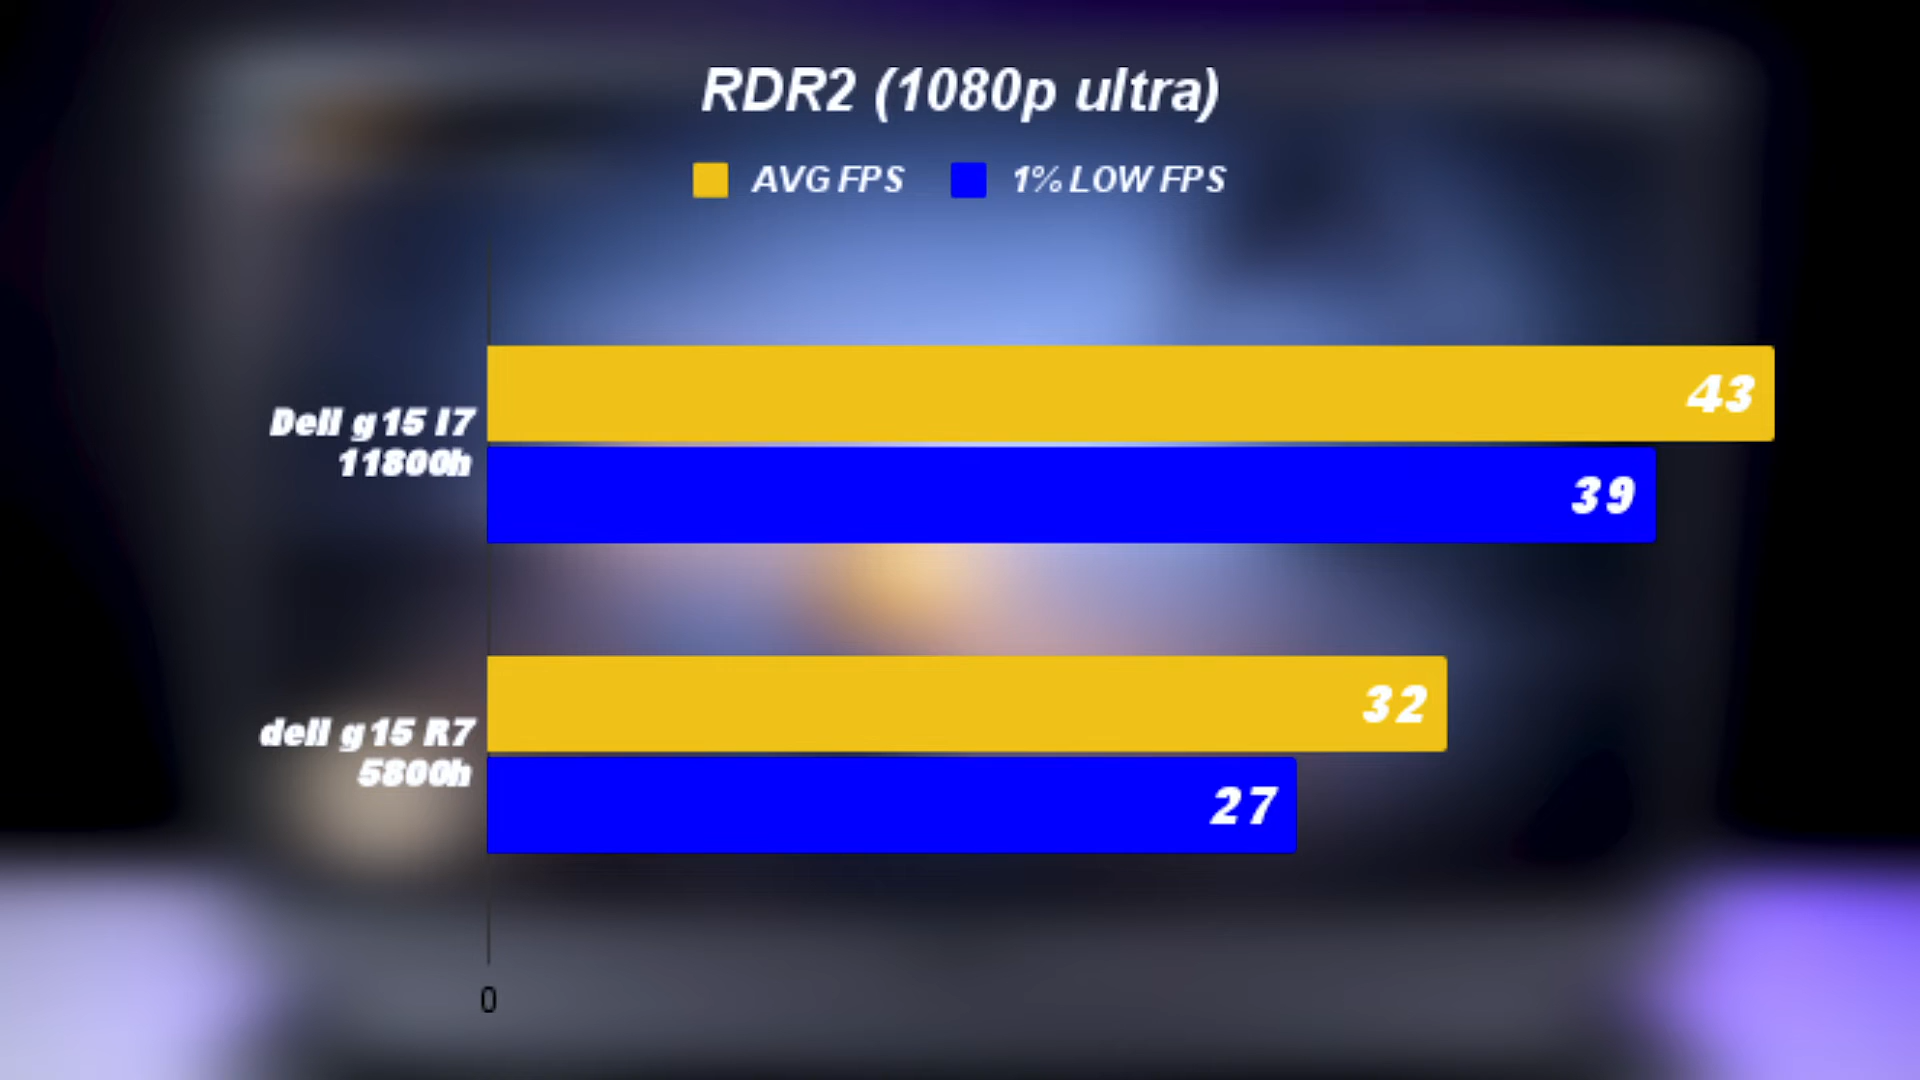 RDR2 (1080p ultra)
AVG FPS 1% LOW FPS
Dell g15 I7
11800h
43
39
dell g15 R7
5800h
32
27
0